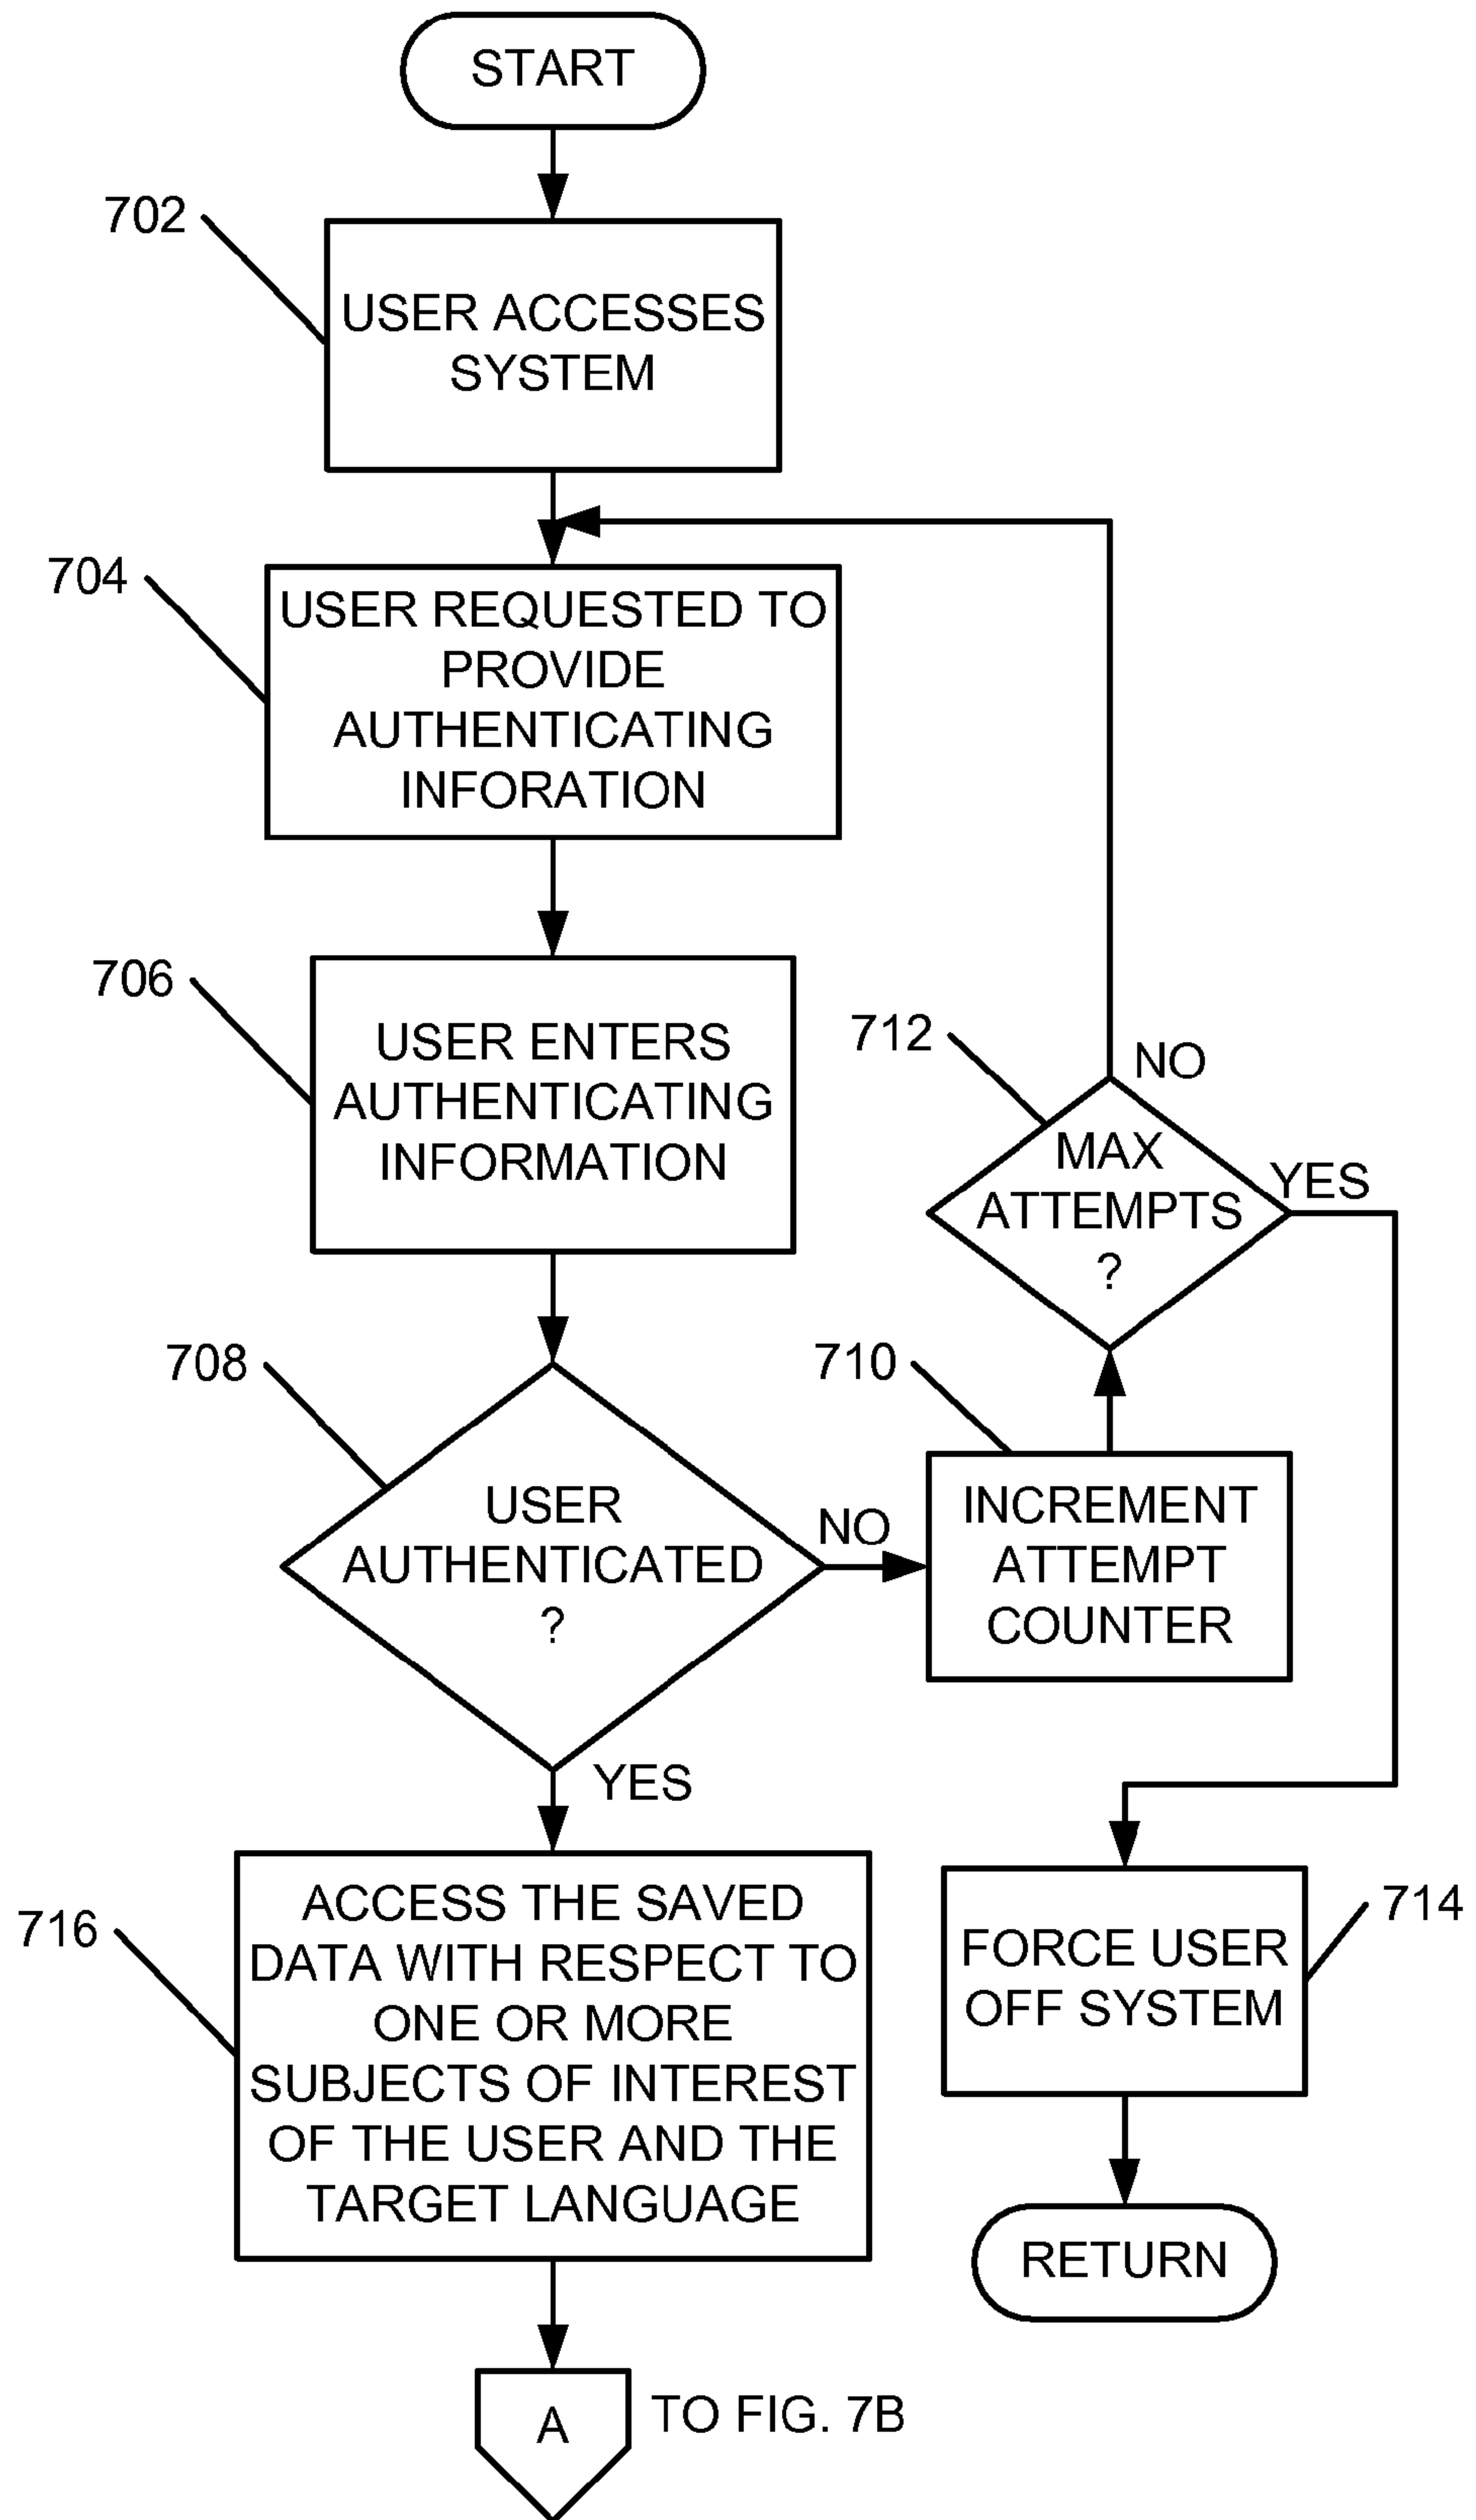 START
702
USER ACCESSES
SYSTEM
704
USER REQUESTED TO
PROVIDE
AUTHENTICATING
INFORATION
706
USER ENTERS
AUTHENTICATING
INFORMATION
712
NO
MAX
ATTEMPTS
?
YES
708
USER
AUTHENTICATED
?
NO
710
INCREMENT
ATTEMPT
COUNTER
YES
716
ACCESS THE SAVED
DATA WITH RESPECT TO
ONE OR MORE
SUBJECTS OF INTEREST
OF THE USER AND THE
TARGET LANGUAGE
714
FORCE USER
OFF SYSTEM
RETURN
A
TO FIG. 7B